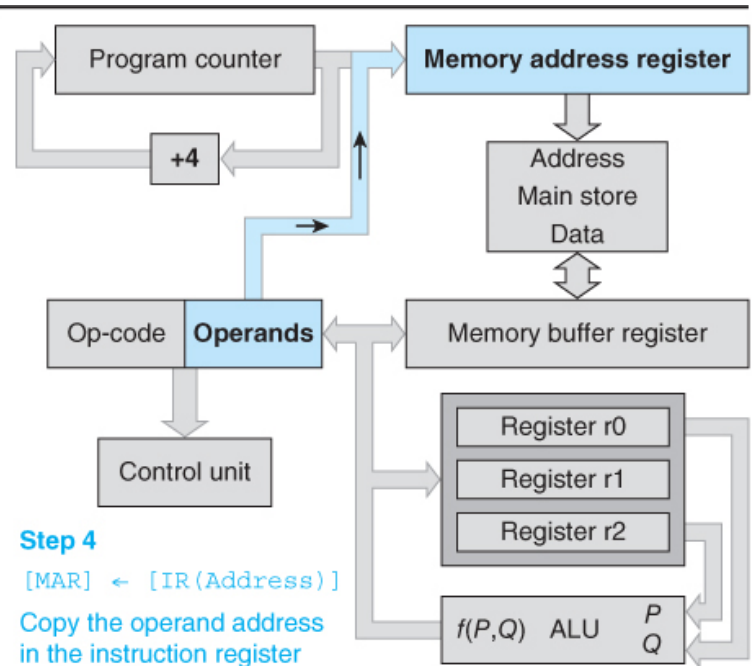 Program counter
Memory address register
+4
Address
Main store
Data
Op-code
Operands
Memory buffer register
Control unit
Register r0
Register r1
Register r2
Step 4
[MAR] ← [IR(Address)]
Copy the operand address
in the instruction register
f(P,Q) ALU P
Q